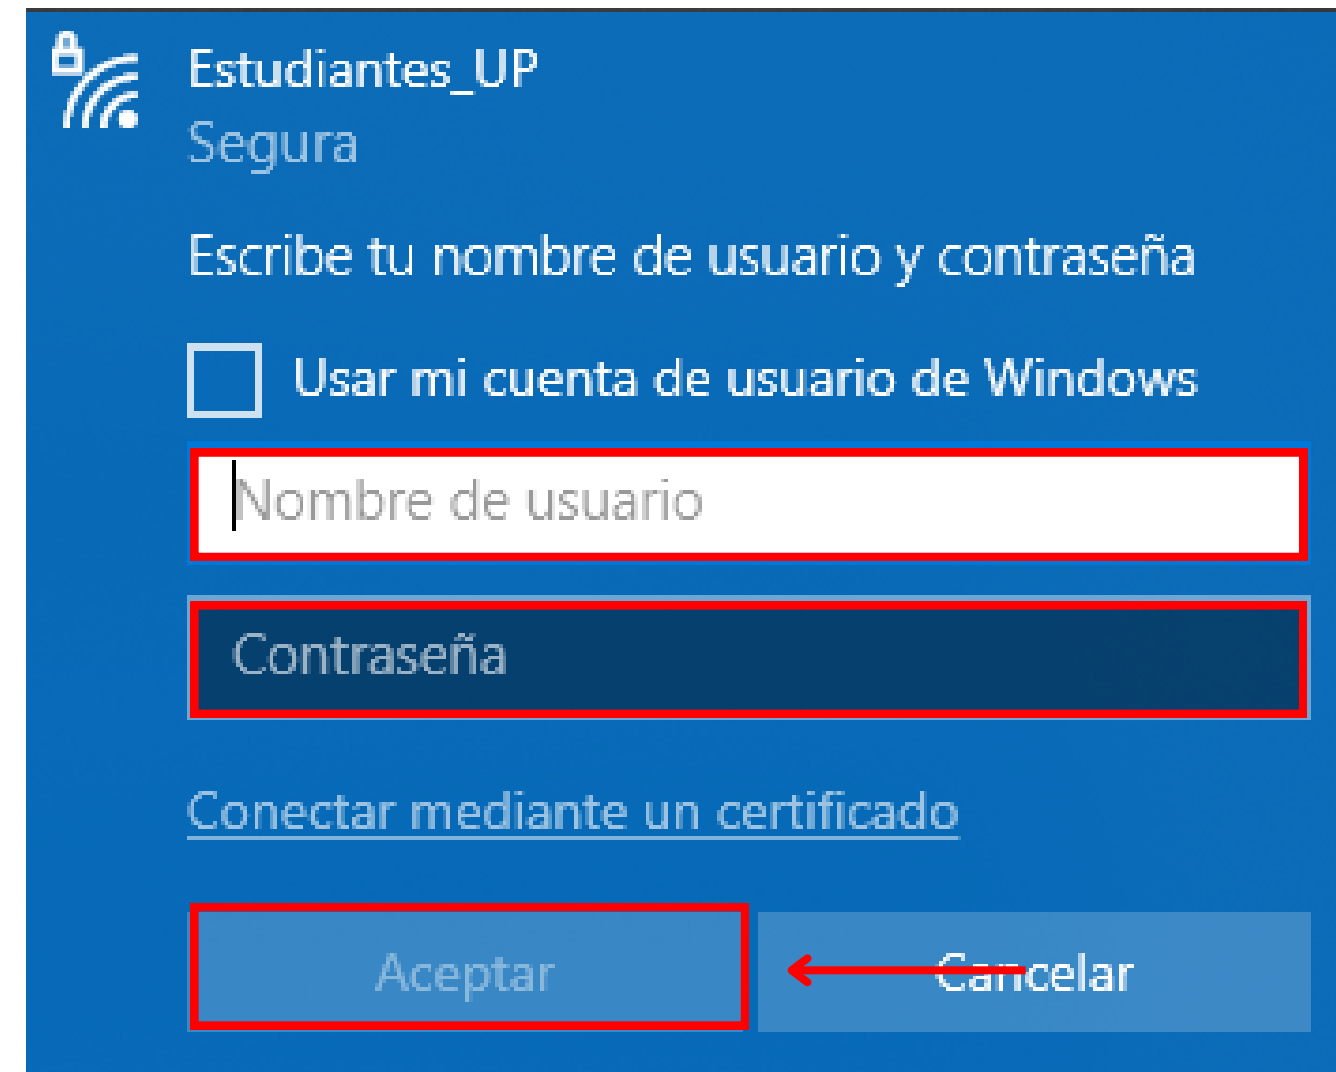 Estudiantes_UP
Segura
Escribe tu nombre de usuario y contraseña
Usar mi cuenta de usuario de Windows
Nombre de usuario
Contraseña
Conectar mediante un certificado
Aceptar
Cancelar